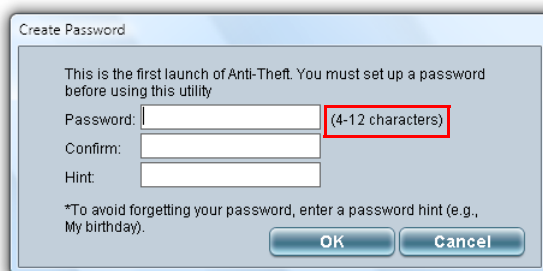 Create Password
This is the first launch of Anti-Theft. You must set up a password
before using this utility
Password: (4-12 characters)
Confirm:
Hint:
*To avoid forgetting your password, enter a password hint (e.g.,
My birthday).
OK Cancel